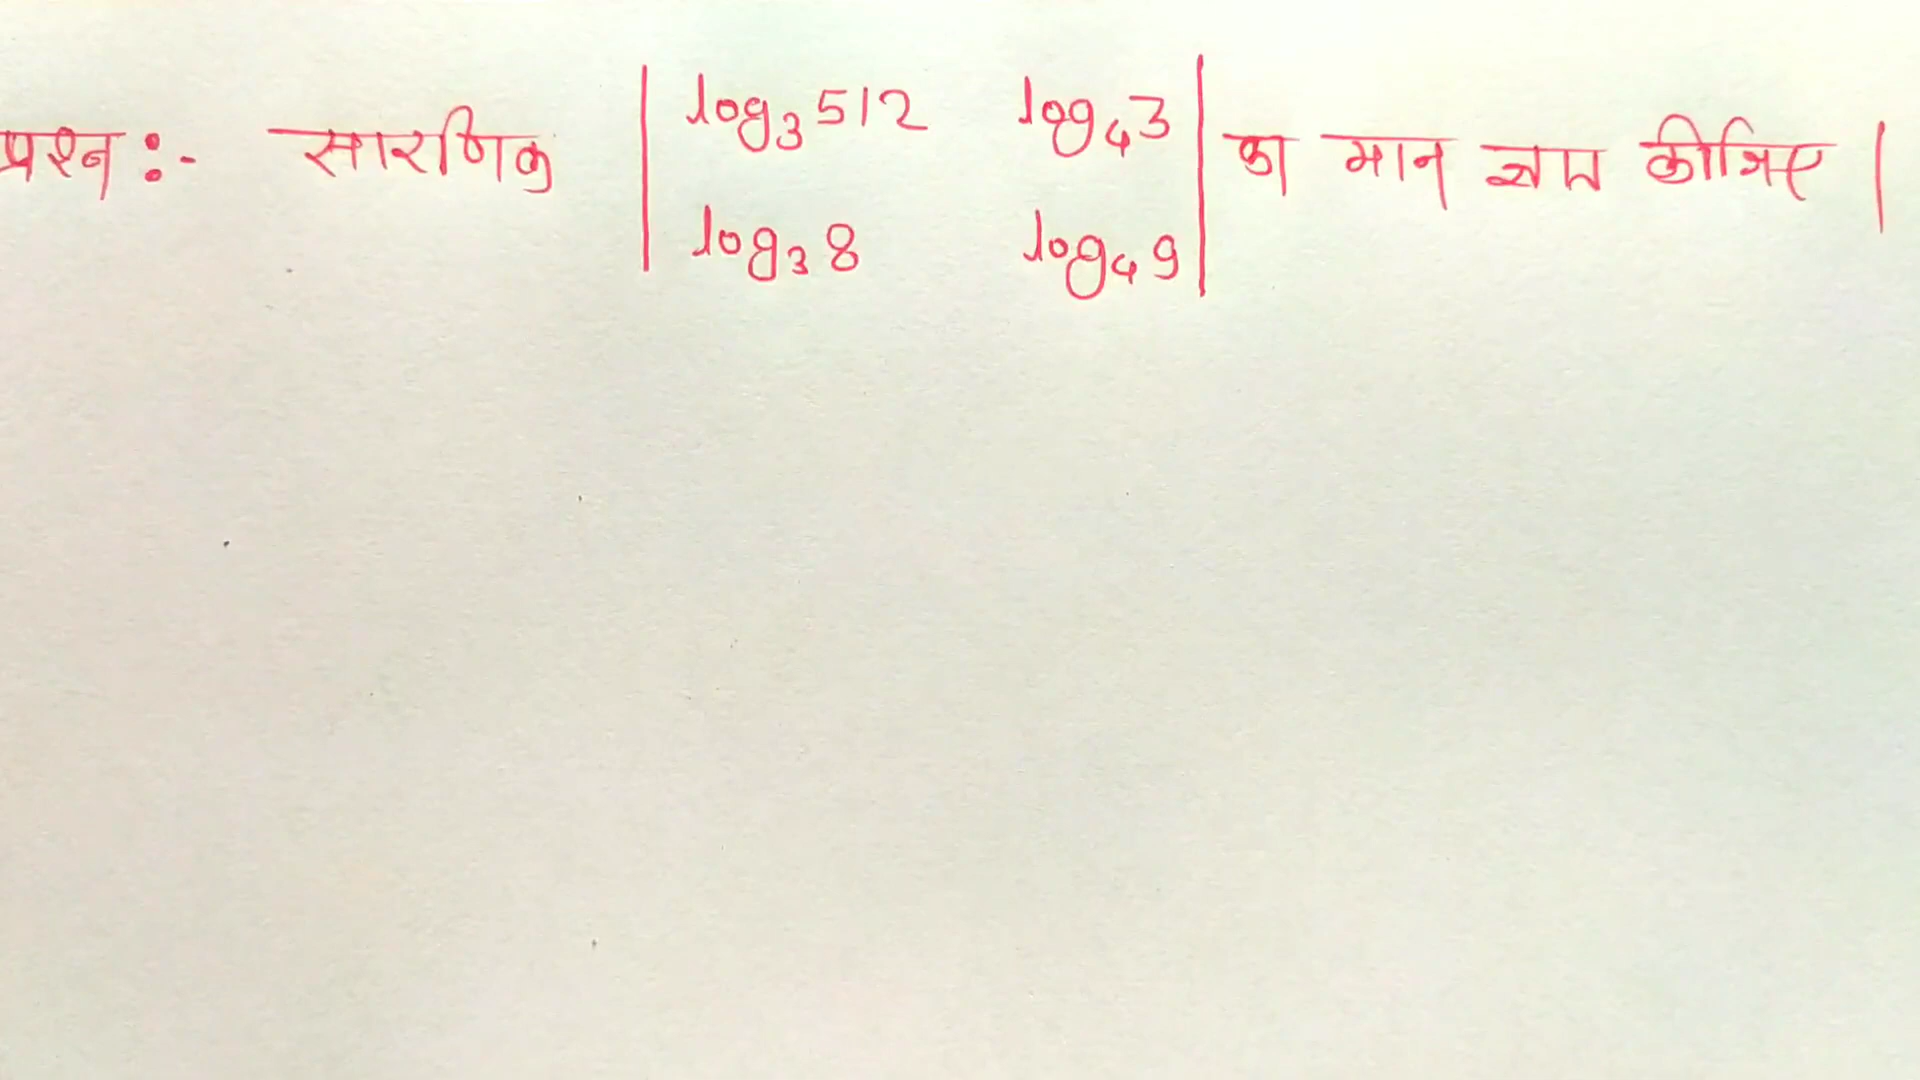 प्रश्न :- सारणिक | log₃512 log₄3 | का मान ज्ञात कीजिए |
| log₃8 log₄9 |